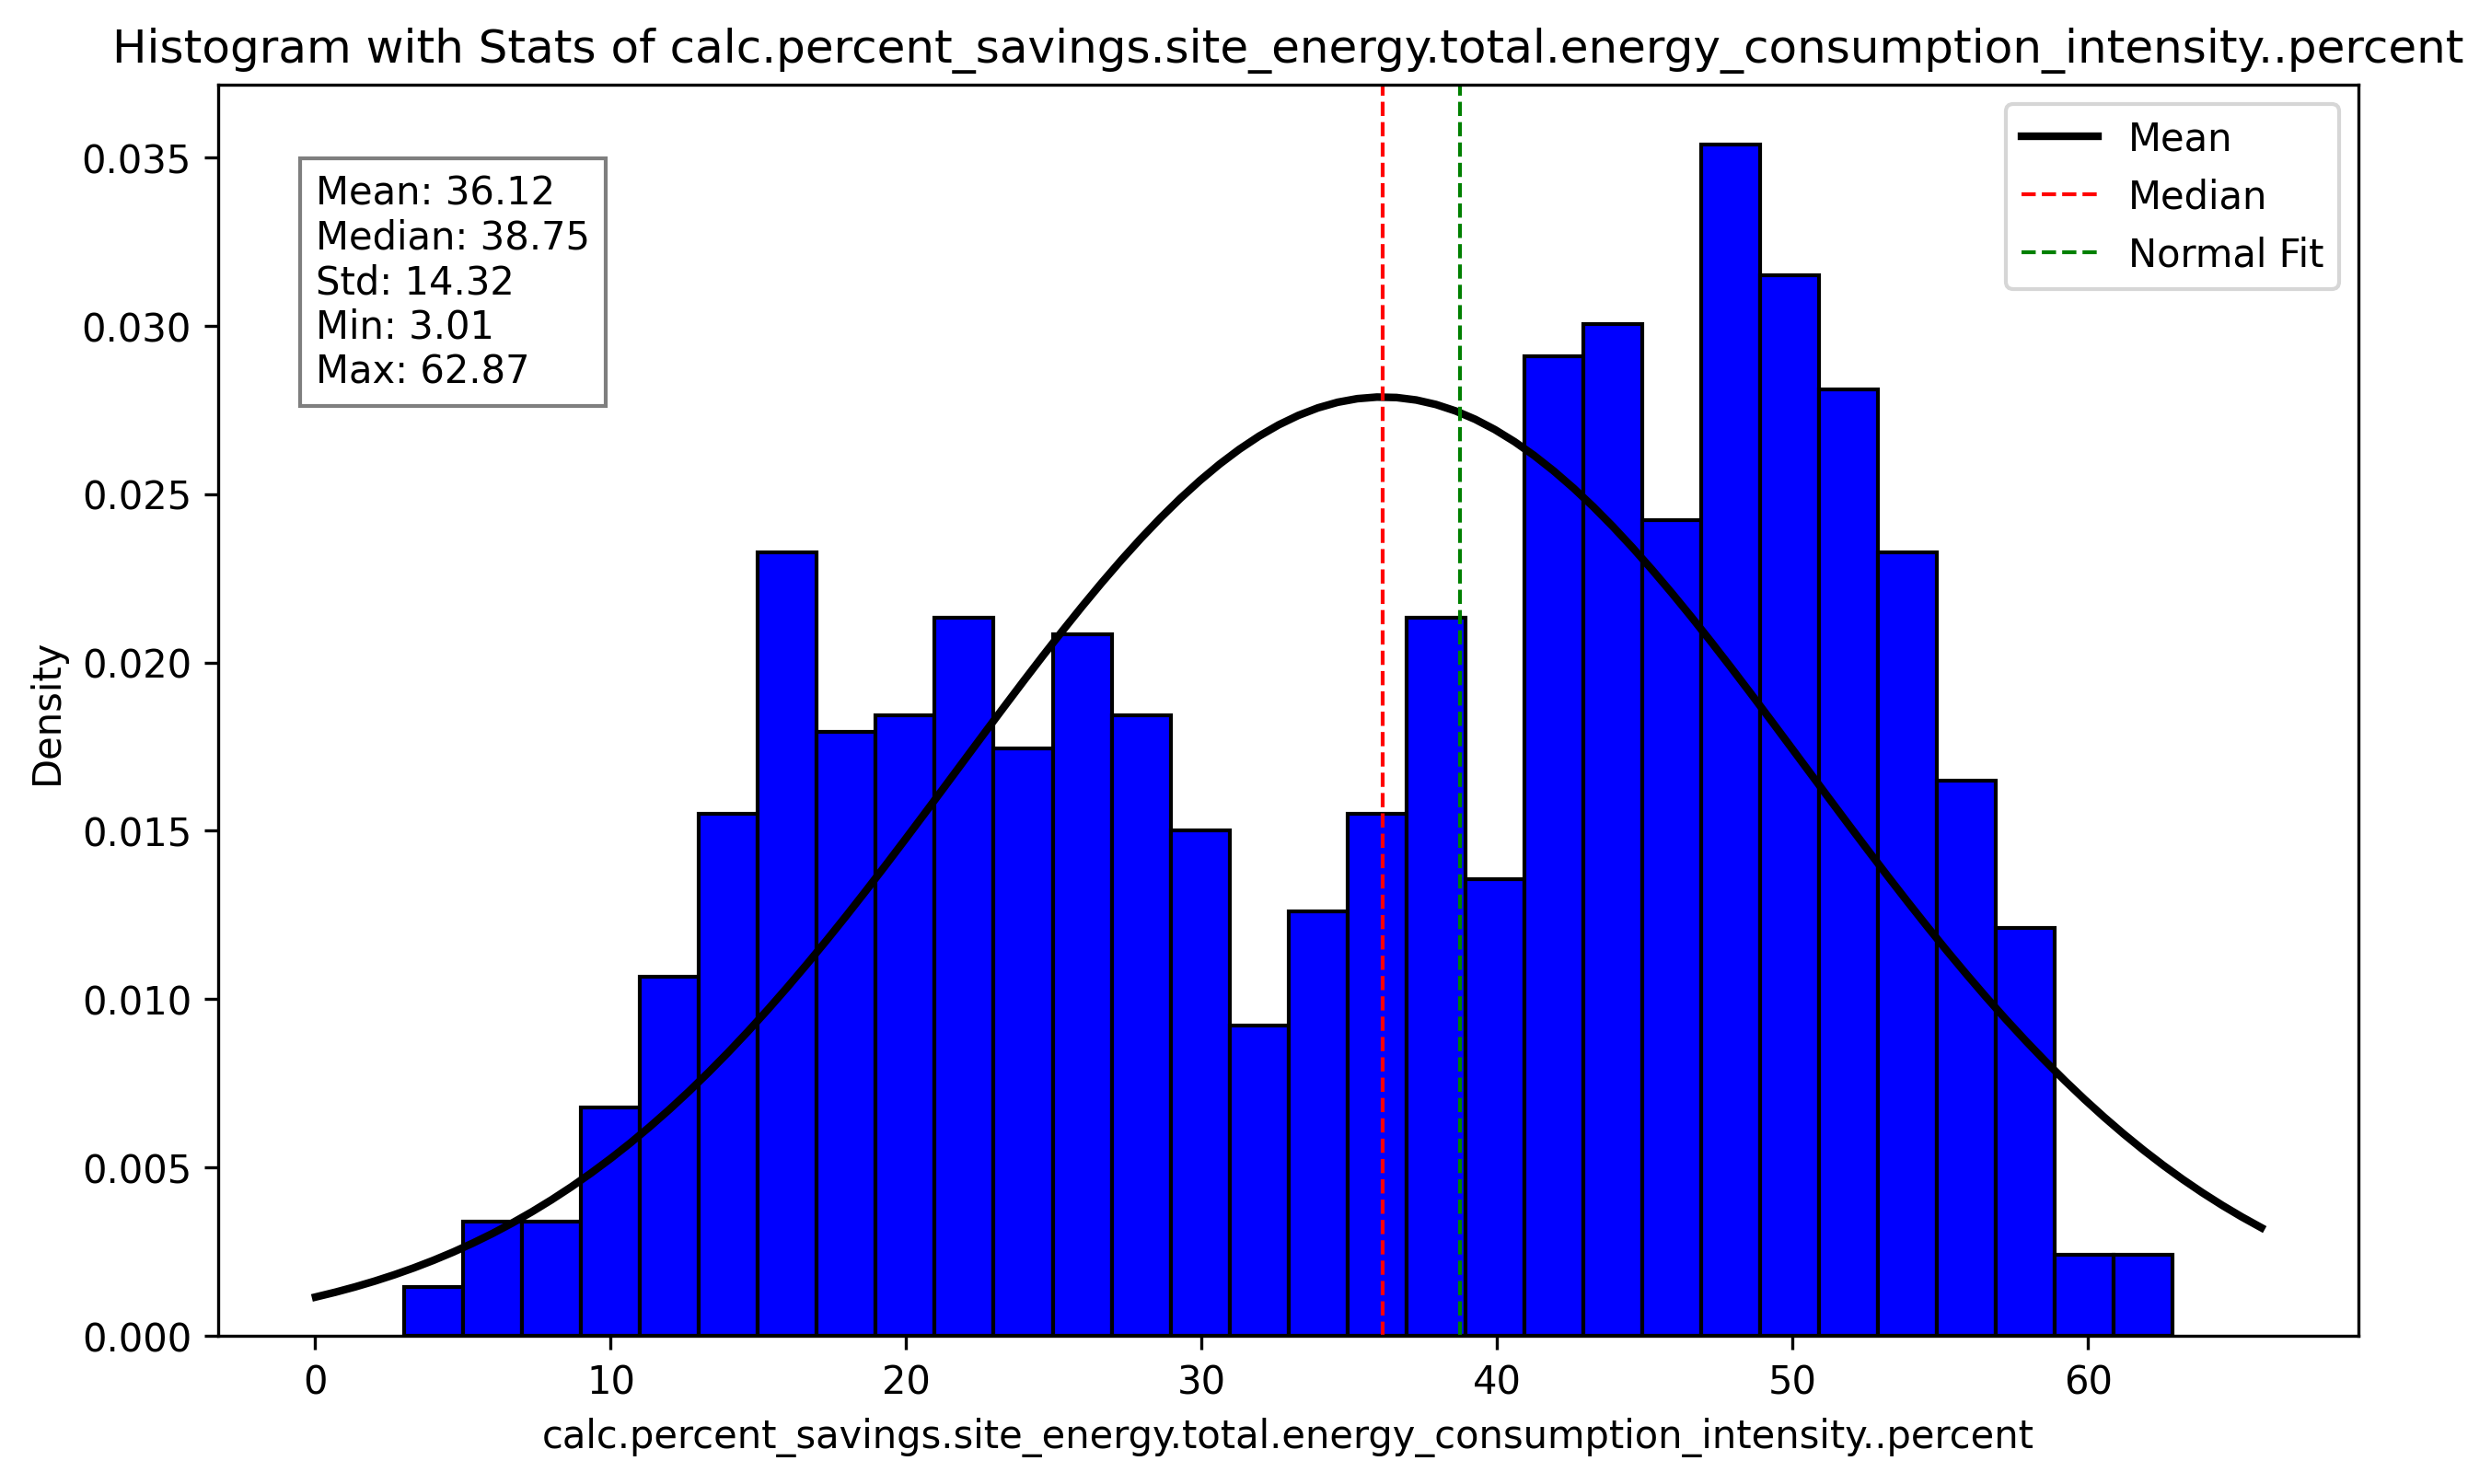 Histogram with Stats of calc.percent_savings.site_energy.total.energy_consumption_intensity..percent
Mean: 36.12
Median: 38.75
Std: 14.32
Min: 3.01
Max: 62.87
Mean
Median
Normal Fit
Density
0.035
0.030
0.025
0.020
0.015
0.010
0.005
0.000
0
10
20
30
40
50
60
calc.percent_savings.site_energy.total.energy_consumption_intensity..percent